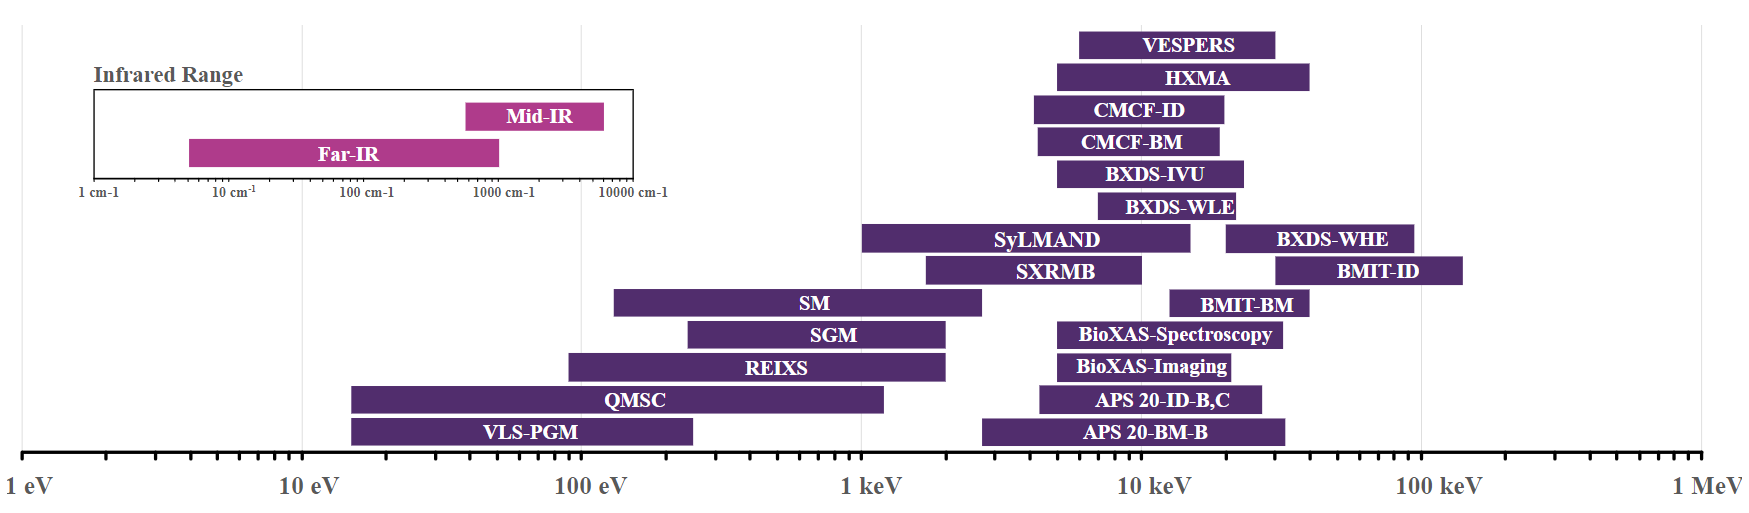 VESPERS
Infrared Range
HXMA
Mid-IR
CMCF-ID
CMCF-BM
Far-IR
BXDS-IVU
1 cm-1 10 cm⁻¹ 100 cm-1 1000 cm-1 10000 cm-1
BXDS-WLE
SyLMAND BXDS-WHE
SXRMB BMIT-ID
SM BMIT-BM
SGM BioXAS-Spectroscopy
REIXS BioXAS-Imaging
QMSC APS 20-ID-B,C
VLS-PGM APS 20-BM-B
1 eV 10 eV 100 eV 1 keV 10 keV 100 keV 1 MeV